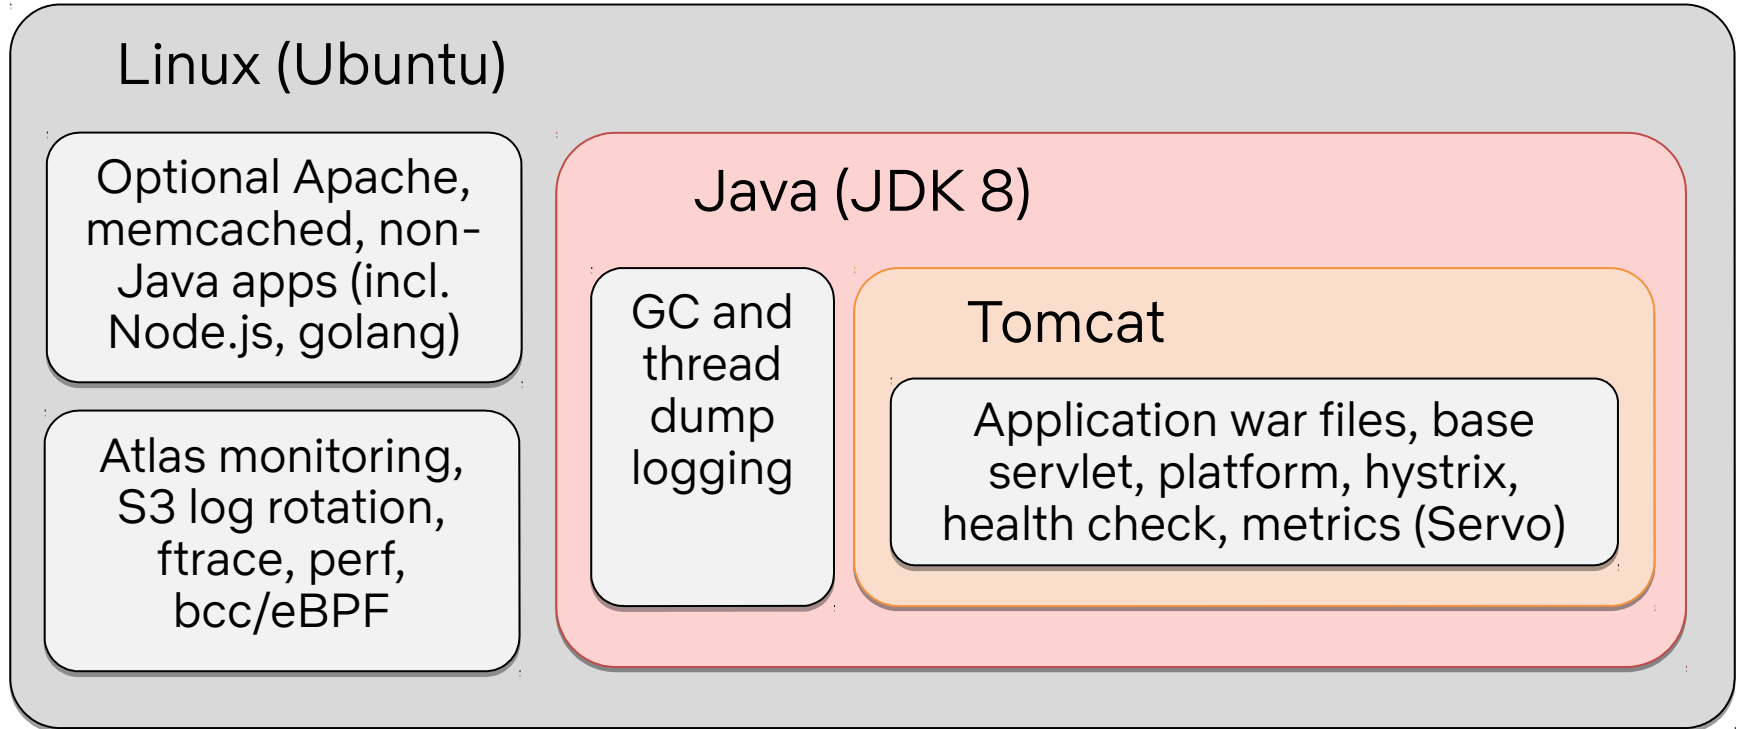 Linux (Ubuntu)
Optional Apache,
memcached, non-
Java apps (incl.
Node.js, golang)
Atlas monitoring,
S3 log rotation,
ftrace, perf,
bcc/eBPF
Java (JDK 8)
GC and
thread
dump
logging
Tomcat
Application war files, base
servlet, platform, hystrix,
health check, metrics (Servo)